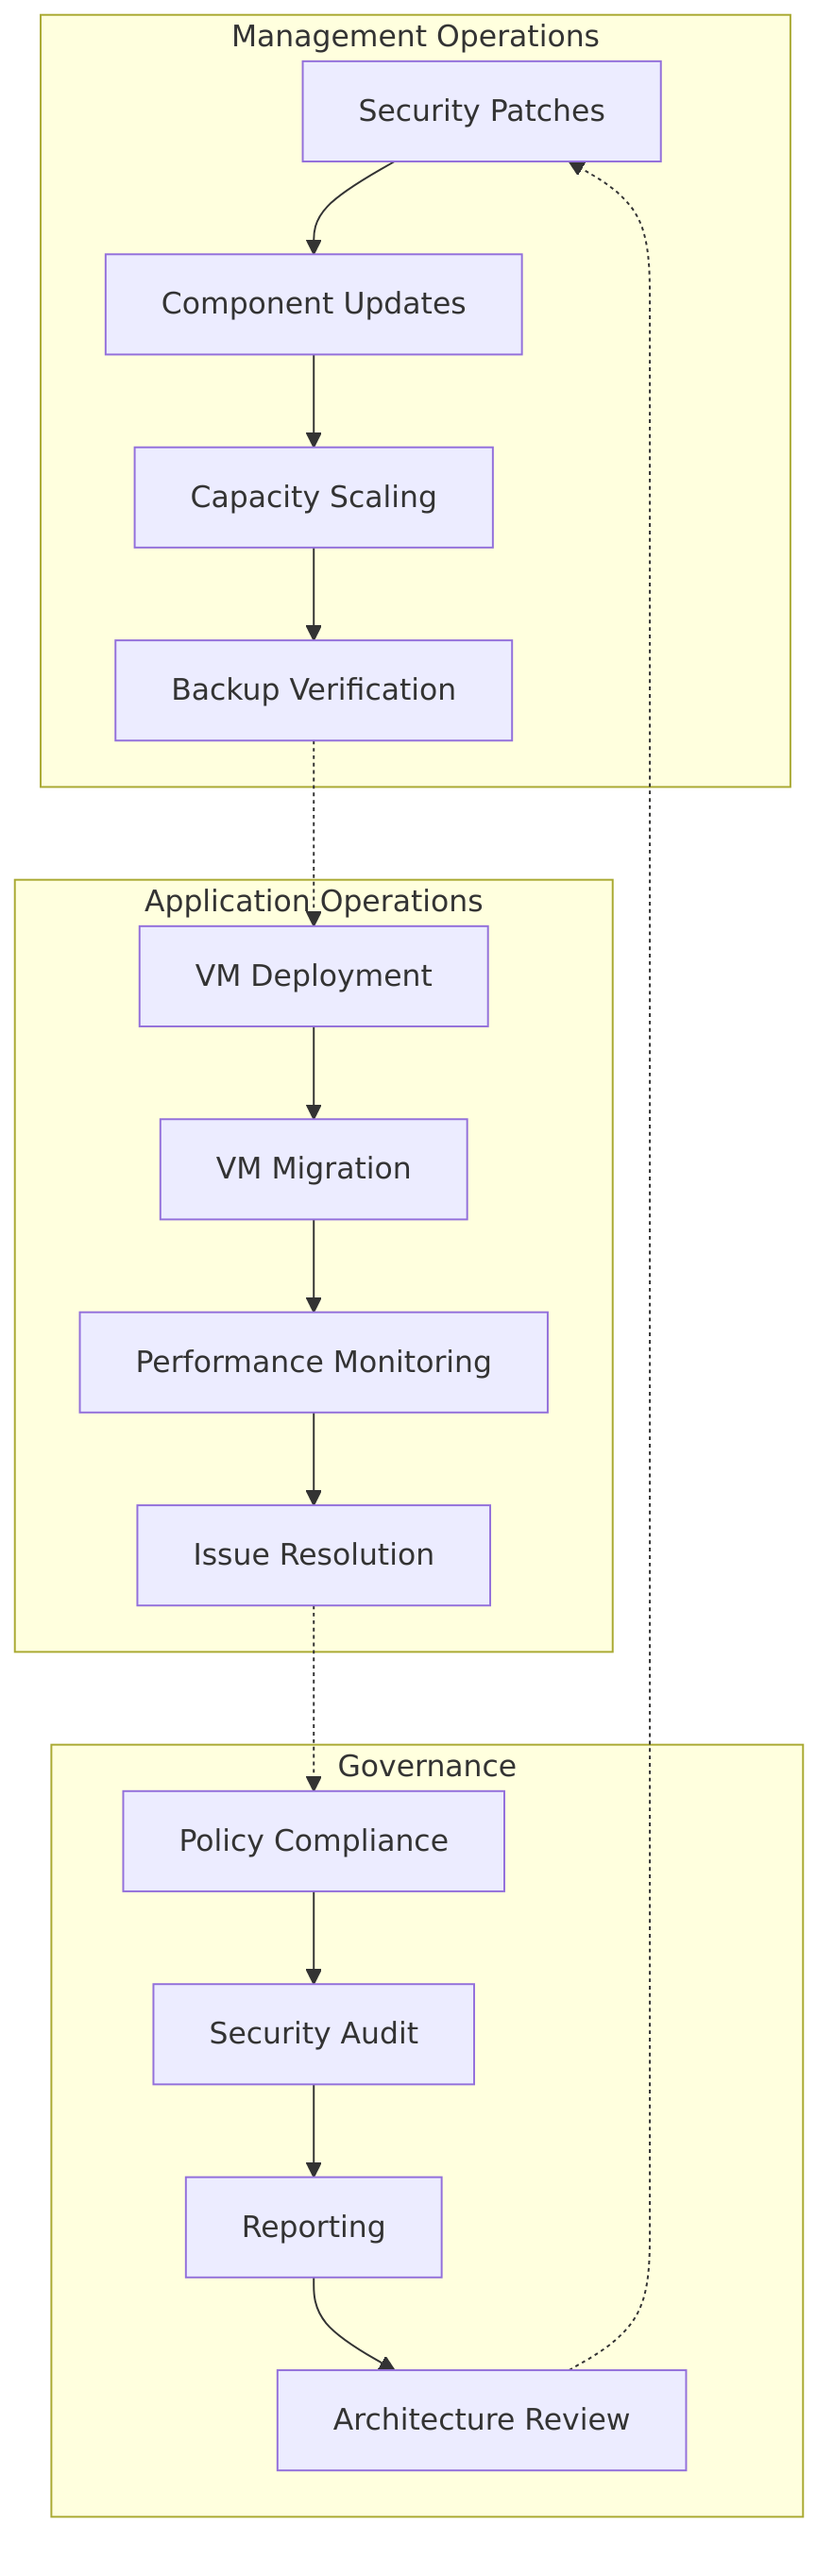 Management Operations
Security Patches
Component Updates
Capacity Scaling
Backup Verification
Application Operations
VM Deployment
VM Migration
Performance Monitoring
Issue Resolution
Governance
Policy Compliance
Security Audit
Reporting
Architecture Review